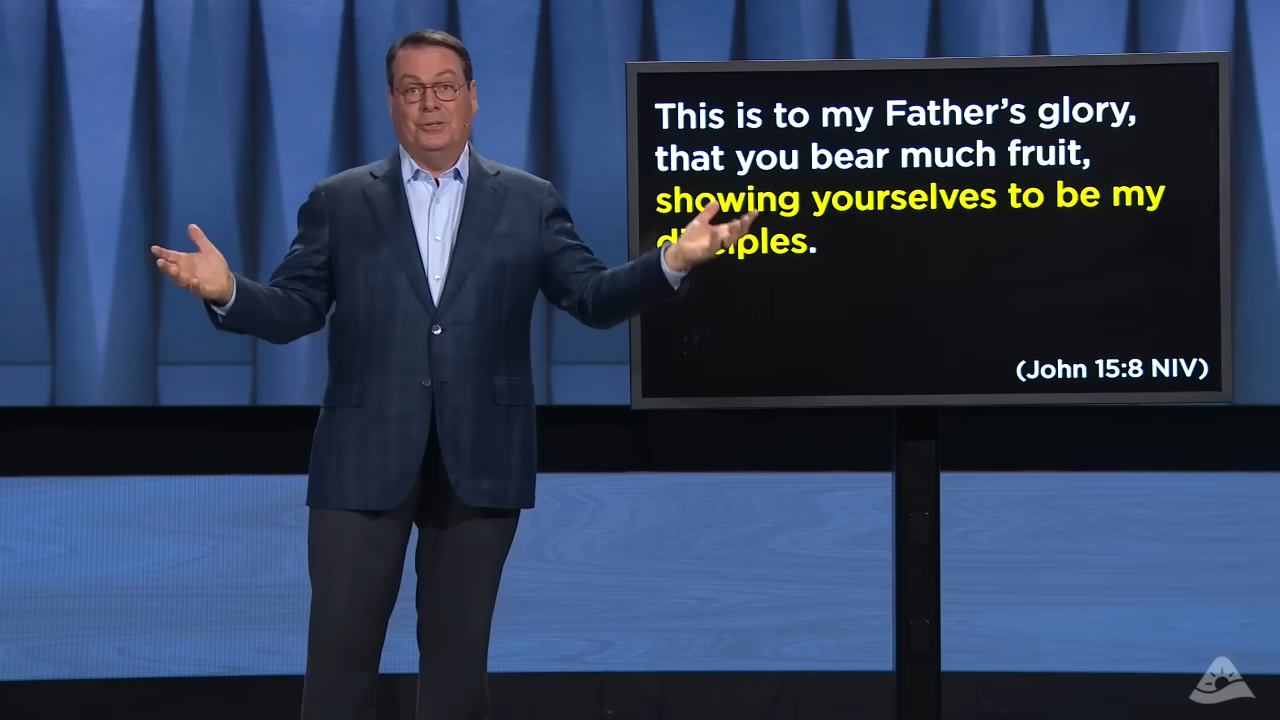 This is to my Father’s glory,
that you bear much fruit,
showing yourselves to be my
disciples.
(John 15:8 NIV)